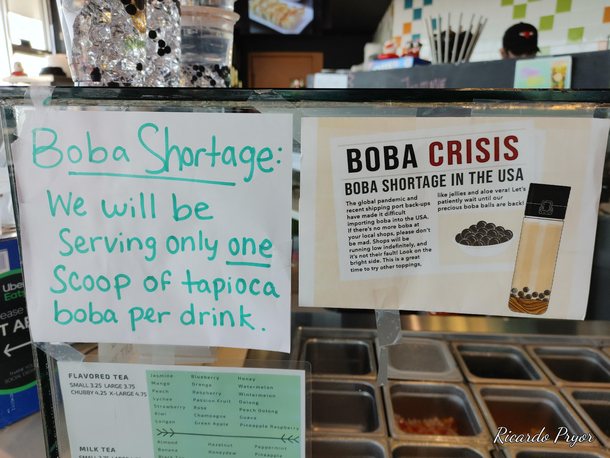 Boba Shortage:
We will be
Serving only one
Scoop of tapioca
boba per drink.
BOBA CRISIS
BOBA SHORTAGE IN THE USA
The global pandemic and
recent shipping port back-ups
have made it difficult
importing boba into the USA.
If there's no more boba at
your local shops, please don't
be mad. Shops will be
running low indefinitely, and
it's not their fault! Look on the
bright side. This is a great
time to try other toppings,
like jellies and aloe vera! Let's
patiently wait until our
precious boba balls are back!
Uber
Eats
FLAVORED TEA
SMALL 3.25 LARGE 3.75
CHUBBY 4.25 X-LARGE 4.75
Jasmine Blueberry Honey
Mango Orange Watermelon
Peach Raspberry Wintermelon
Lychee Passion Fruit Oolong
Strawberry Rose Peach Oolong
Kiwi Champagne Guava
Longan Green Apple Pineapple Raspberry
MILK TEA
Almond Hazelnut Peppermint
Banana Honeydew Pineapple
Ricardo Pryor